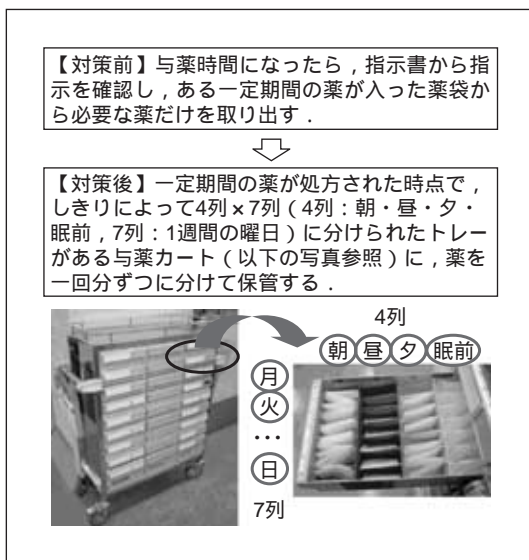 【対策前】与薬時間になったら，指示書から指
示を確認し，ある一定期間の薬が入った薬袋か
ら必要な薬だけを取り出す．
【対策後】一定期間の薬が処方された時点で，
しきりによって4列×7列（4列：朝・昼・夕・
眠前，7列：1週間の曜日）に分けられたトレー
がある与薬カート（以下の写真参照）に，薬を
一回分ずつに分けて保管する．
4列
朝 昼 夕 眠前
月
火
…
日
7列